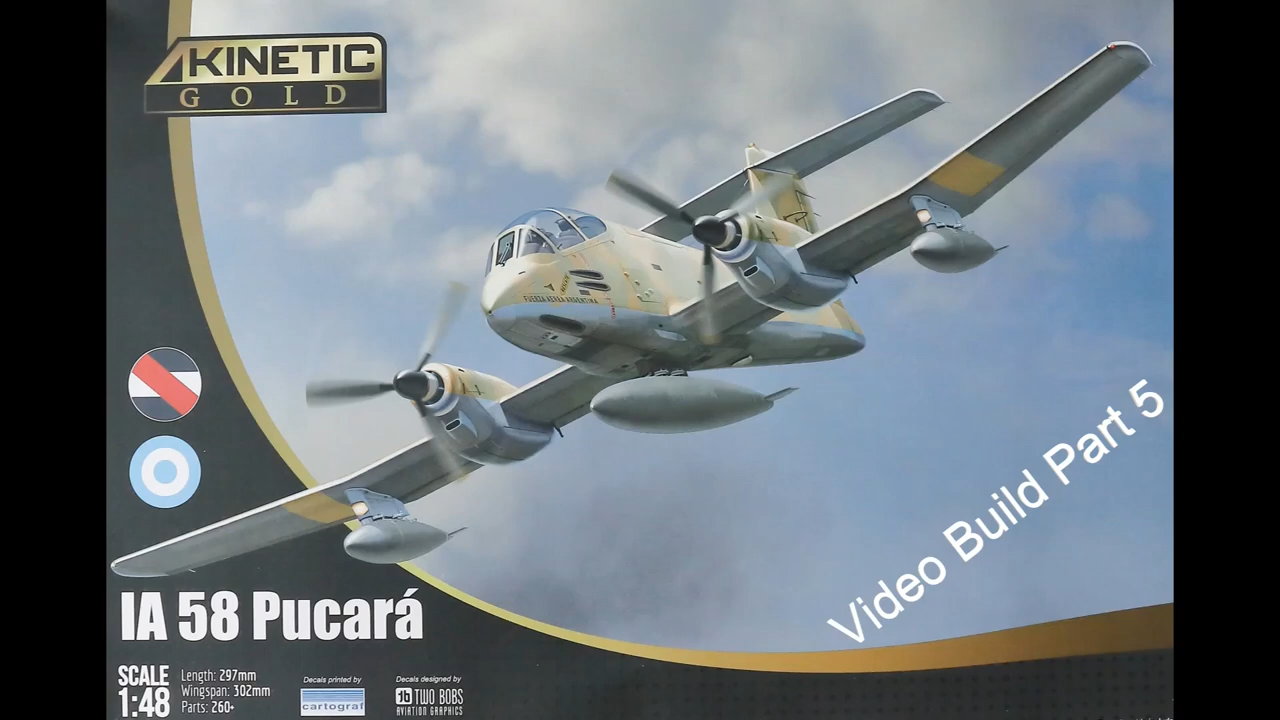 KINETIC
GOLD
FUERZA AEREA ARGENTINA
Video Build Part 5
IA 58 Pucará
SCALE
1:48
Length: 297mm
Wingspan: 302mm
Parts: 260+
Decals printed by
cartograf
Decals designed by
TWO BOBS
AVIATION GRAPHICS